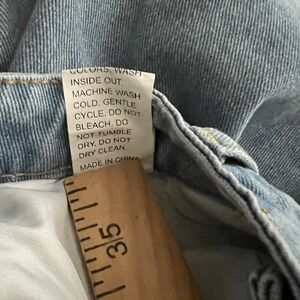 COLORS. WASH
INSIDE OUT.
MACHINE WASH
COLD. GENTLE
CYCLE. DO NOT
BLEACH, DO
NOT TUMBLE
DRY. DO NOT
DRY CLEAN.
MADE IN CHINA
35